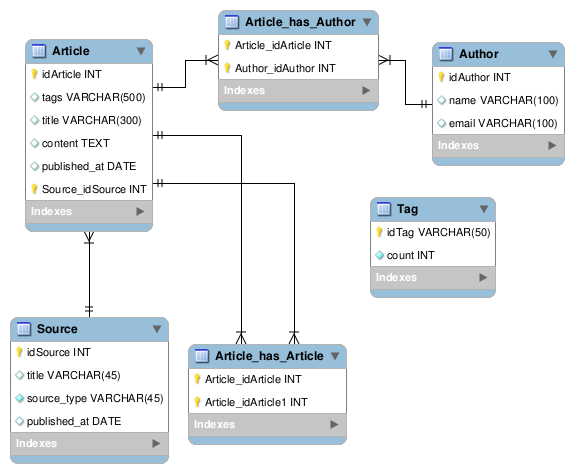 Article_has_Author
Article_idArticle INT
Author_idAuthor INT
Indexes
Article
idArticle INT
tags VARCHAR(500)
title VARCHAR(300)
content TEXT
published_at DATE
Source_idSource INT
Indexes
Author
idAuthor INT
name VARCHAR(100)
email VARCHAR(100)
Indexes
Tag
idTag VARCHAR(50)
count INT
Indexes
Source
idSource INT
title VARCHAR(45)
source_type VARCHAR(45)
published_at DATE
Indexes
Article_has_Article
Article_idArticle INT
Article_idArticle1 INT
Indexes